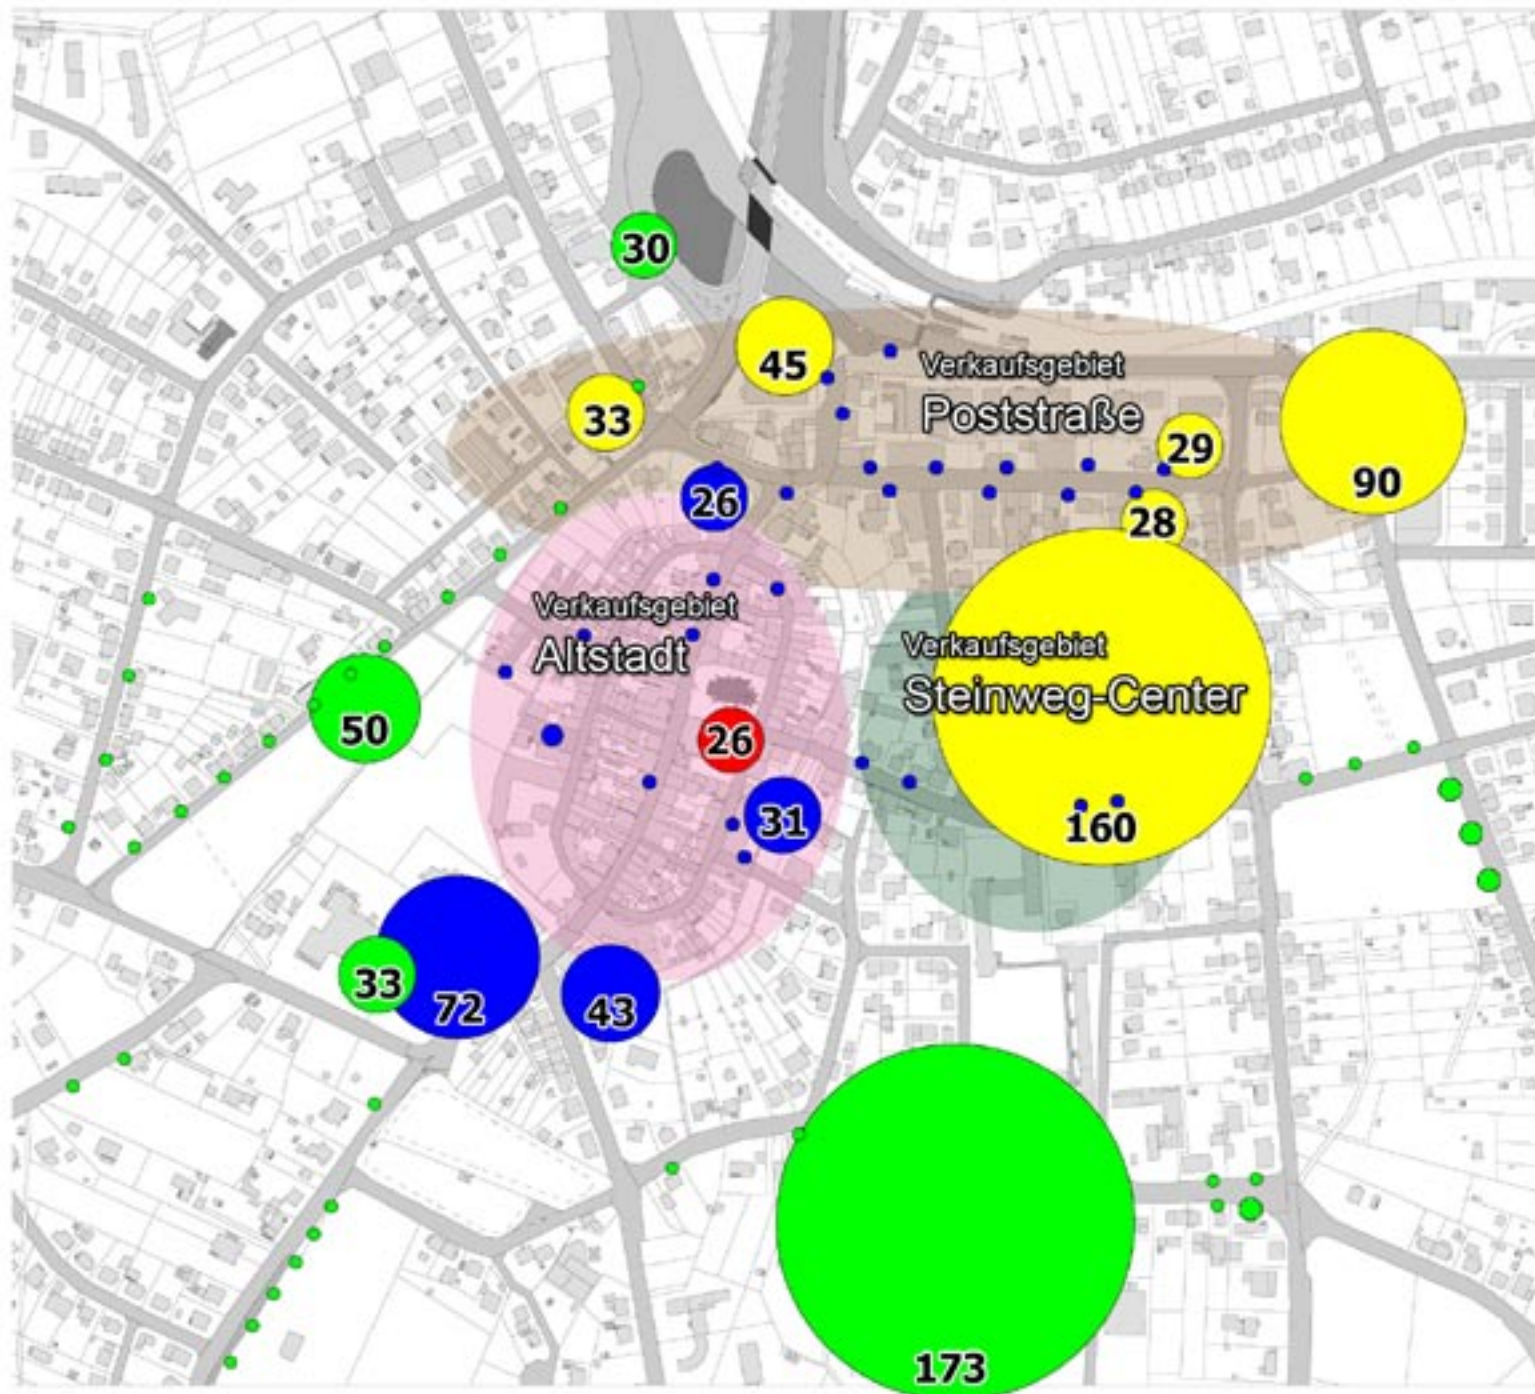 30
45
Verkaufsgebiet
Poststraße
33
29
90
26
28
Verkaufsgebiet
Altstadt
Verkaufsgebiet
Steinweg-Center
50
26
31
160
33
72
43
173